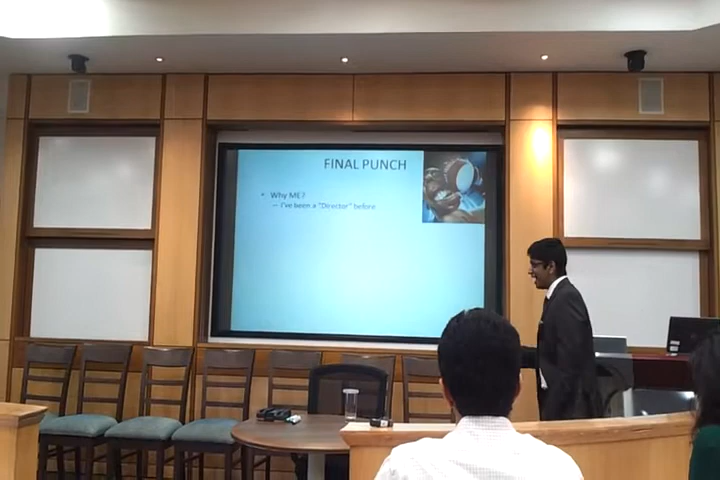 FINAL PUNCH
• Why ME?
– I've been a "Director" before